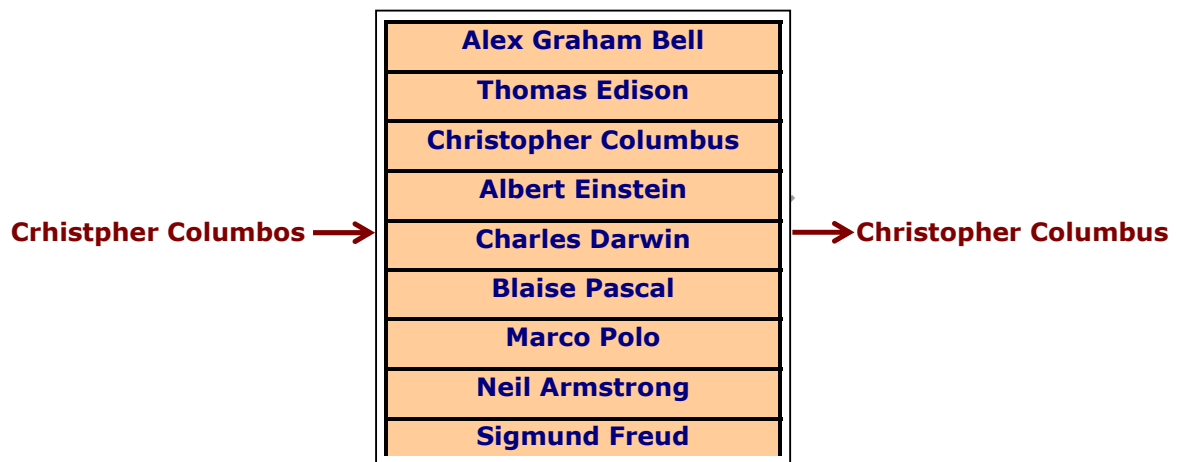 Alex Graham Bell
Thomas Edison
Christopher Columbus
Albert Einstein
Crhistpher Columbos
Charles Darwin
Christopher Columbus
Blaise Pascal
Marco Polo
Neil Armstrong
Sigmund Freud